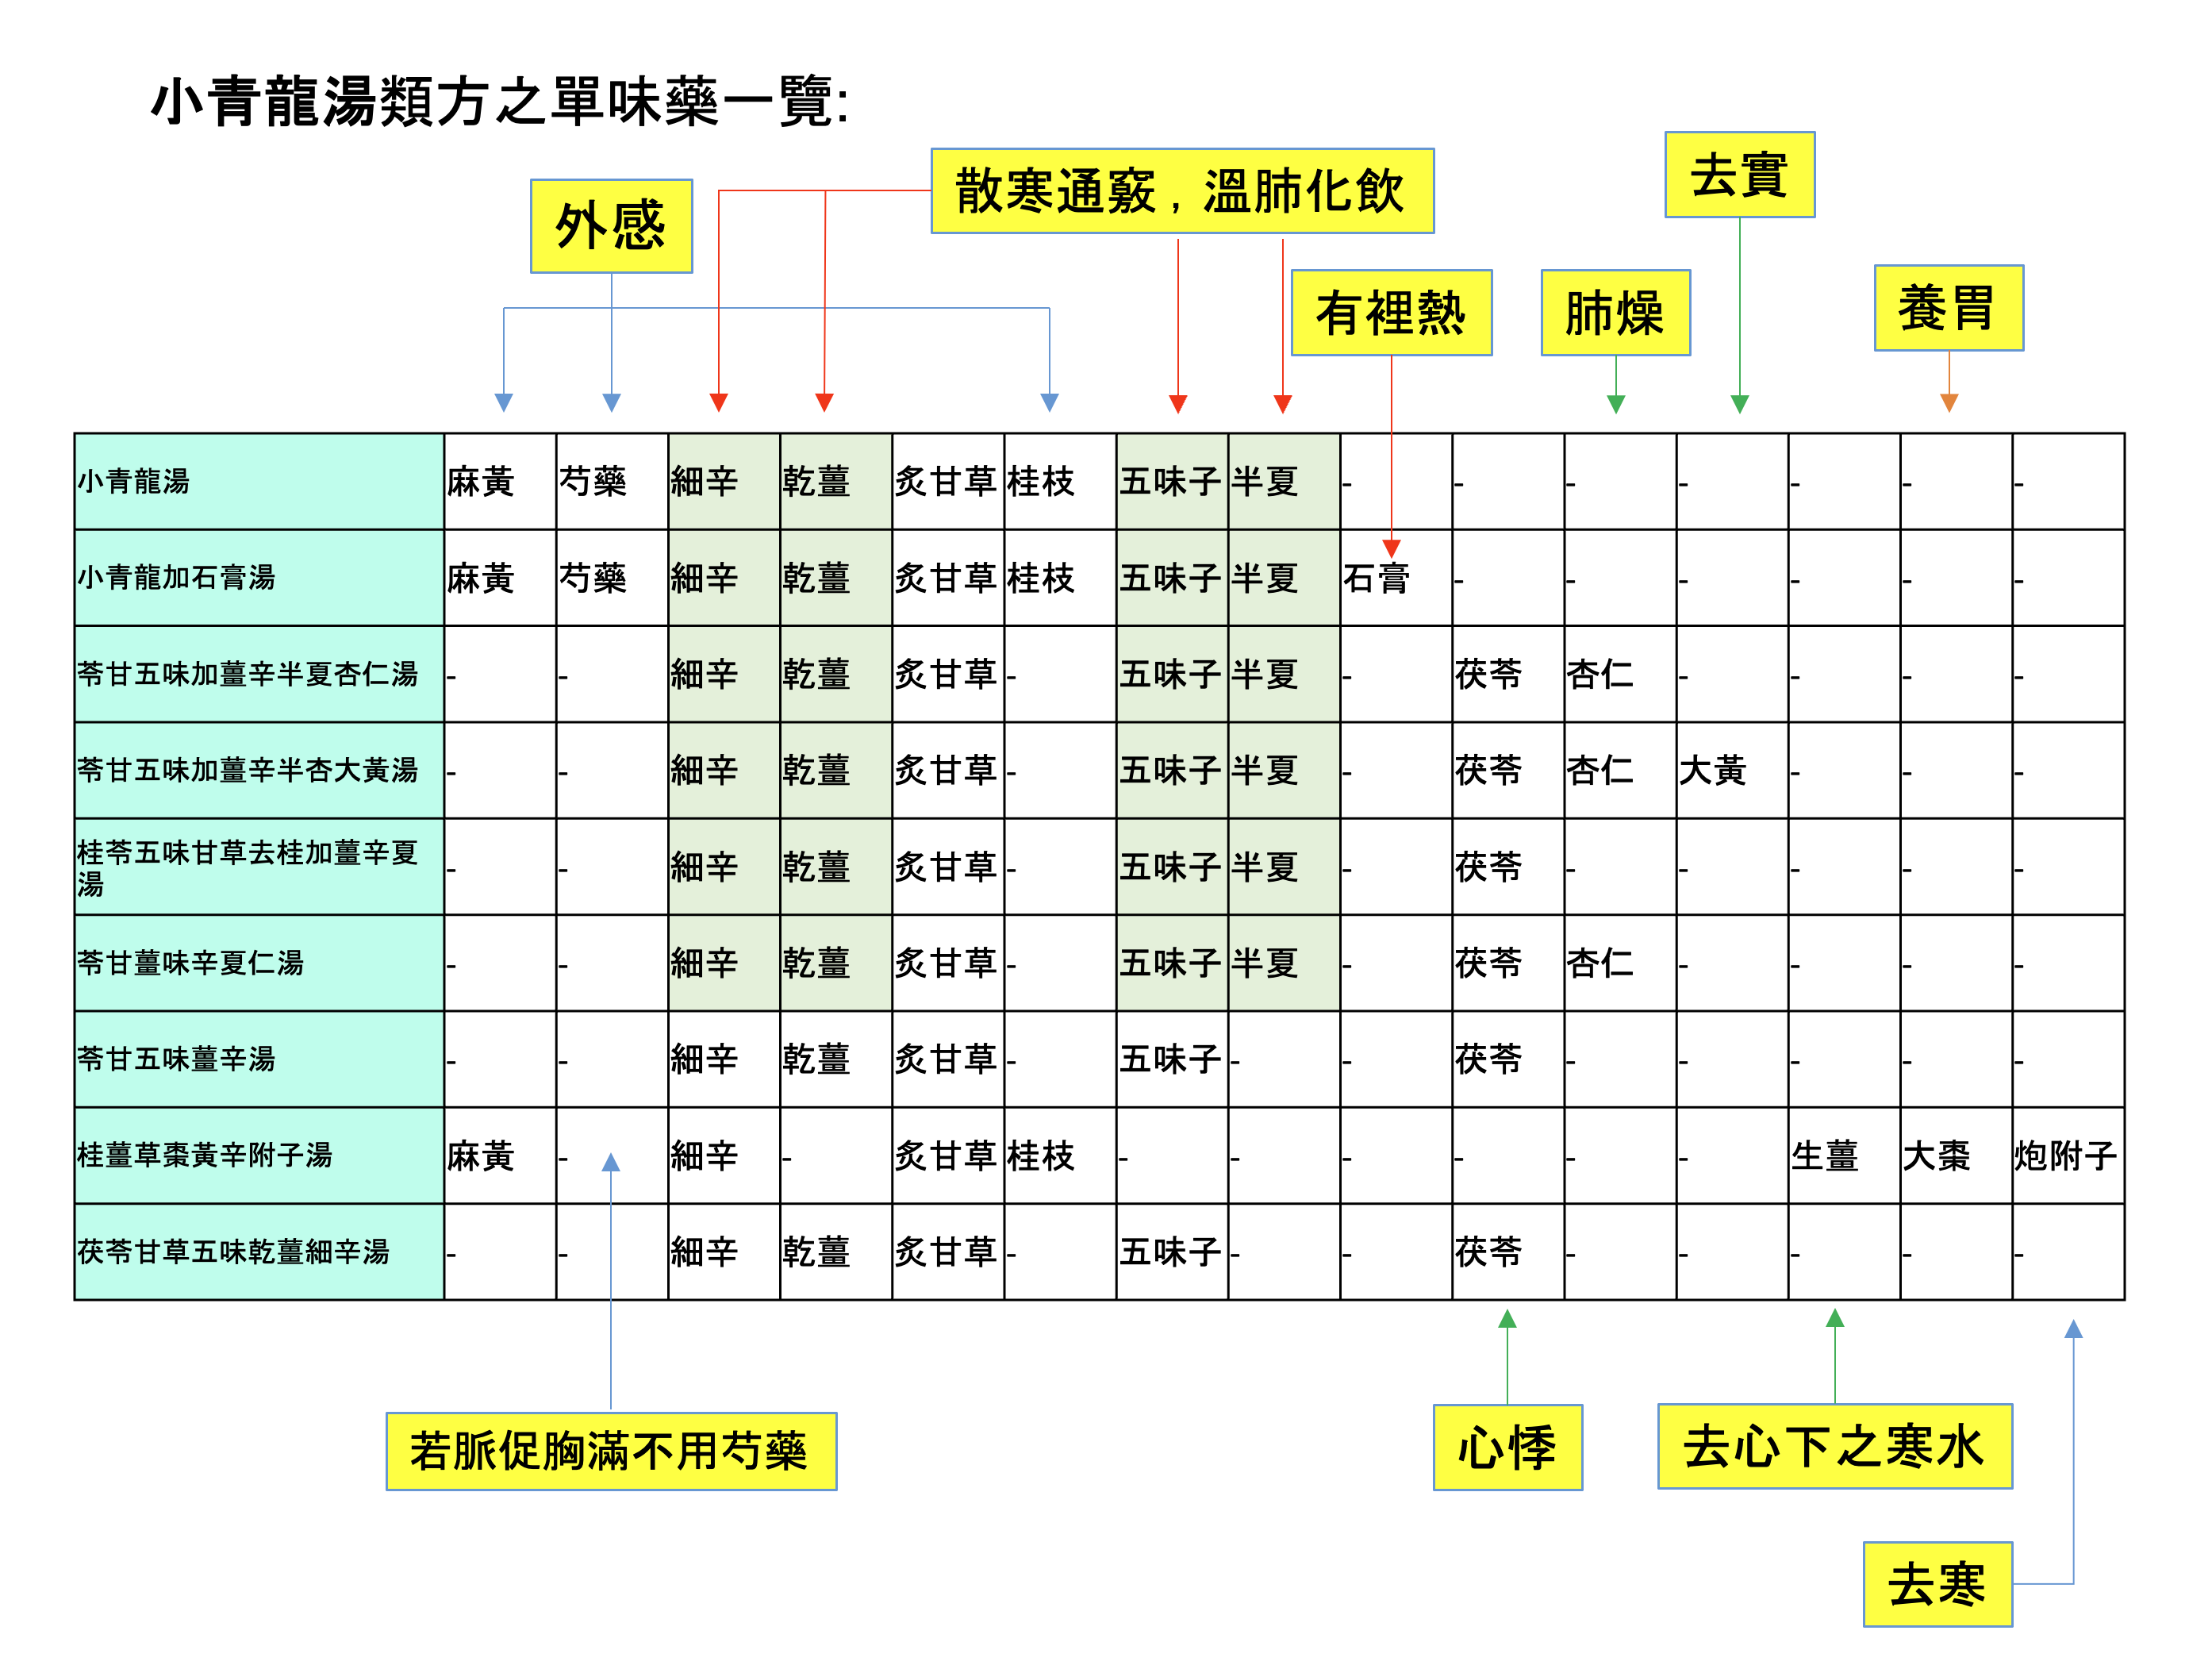 小青龍湯類方之單味藥一覽:
去實
散寒通竅，溫肺化飲
外感
有裡熱
肺燥
養胃
小青龍湯 麻黃 芍藥 細辛 乾薑 炙甘草 桂枝 五味子 半夏 - - - - - - -
小青龍加石膏湯 麻黃 芍藥 細辛 乾薑 炙甘草 桂枝 五味子 半夏 石膏 - - - - - -
苓甘五味加薑辛半夏杏仁湯 - - 細辛 乾薑 炙甘草 - 五味子 半夏 - 茯苓 杏仁 - - - -
苓甘五味加薑辛半杏大黃湯 - - 細辛 乾薑 炙甘草 - 五味子 半夏 - 茯苓 杏仁 大黃 - - -
桂苓五味甘草去桂加薑辛夏
湯 - - 細辛 乾薑 炙甘草 - 五味子 半夏 - 茯苓 - - - - -
苓甘薑味辛夏仁湯 - - 細辛 乾薑 炙甘草 - 五味子 半夏 - 茯苓 杏仁 - - - -
苓甘五味薑辛湯 - - 細辛 乾薑 炙甘草 - 五味子 - - 茯苓 - - - - -
桂薑草棗黃辛附子湯 麻黃 - 細辛 - 炙甘草 桂枝 - - - - - - 生薑 大棗 炮附子
茯苓甘草五味乾薑細辛湯 - - 細辛 乾薑 炙甘草 - 五味子 - - 茯苓 - - - - -
若脈促胸滿不用芍藥
心悸
去心下之寒水
去寒